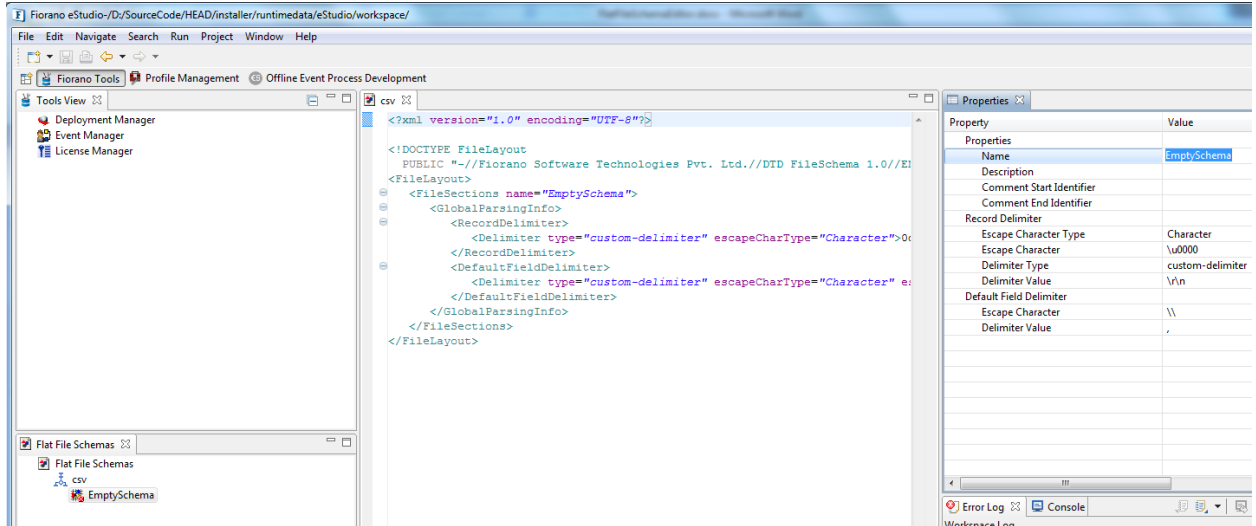 Fiorano eStudio-/D:/SourceCode/HEAD/installer/runtimedata/eStudio/workspace/
File Edit Navigate Search Run Project Window Help
Fiorano Tools Profile Management Offline Event Process Development
Tools View
Deployment Manager
Event Manager
License Manager
Flat File Schemas
Flat File Schemas
csv
EmptySchema
csv
<?xml version="1.0" encoding="UTF-8"?>
<!DOCTYPE FileLayout
PUBLIC "-//Fiorano Software Technologies Pvt. Ltd.//DTD FileSchema 1.0//E
<FileLayout>
<FileSections name="EmptySchema">
<GlobalParsingInfo>
<RecordDelimiter>
<Delimiter type="custom-delimiter" escapeCharType="Character">0
</RecordDelimiter>
<DefaultFieldDelimiter>
<Delimiter type="custom-delimiter" escapeCharType="Character" e
</DefaultFieldDelimiter>
</GlobalParsingInfo>
</FileSections>
</FileLayout>
Properties
Property Value
Properties
Name EmptySchema
Description
Comment Start Identifier
Comment End Identifier
Record Delimiter
Escape Character Type Character
Escape Character \u0000
Delimiter Type custom-delimiter
Delimiter Value \r\n
Default Field Delimiter
Escape Character \\
Delimiter Value ,
Error Log Console
Workspace Log